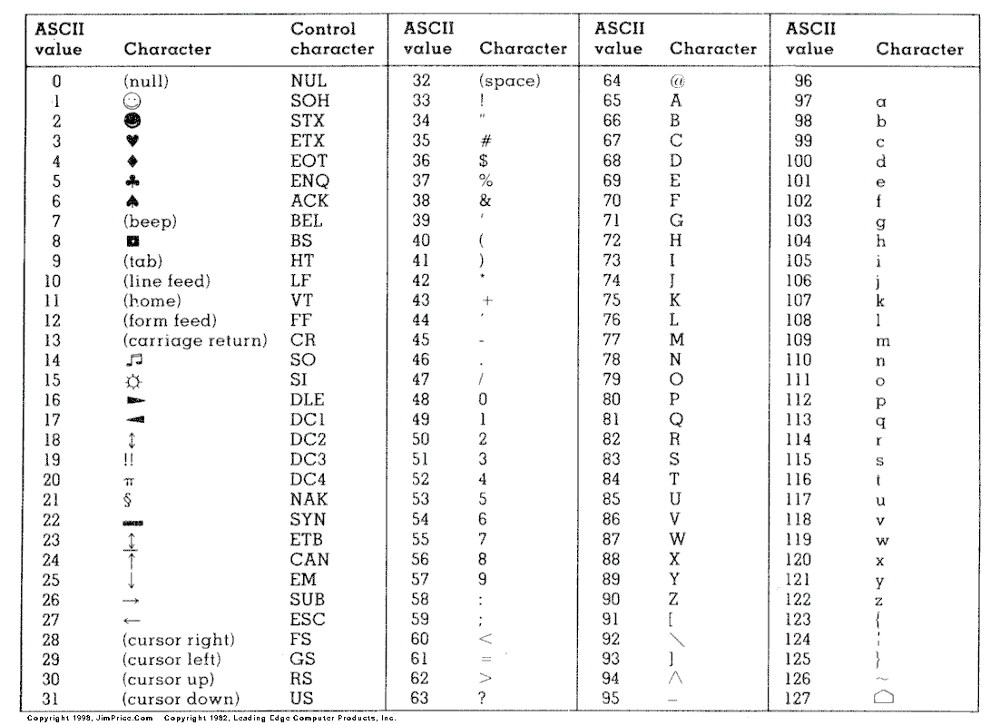 ASCII value Character Control character ASCII value Character ASCII value Character ASCII value Character
0 (null) NUL 32 (space) 64 @ 96
1 ☺ SOH 33 ! 65 A 97 a
2 ☻ STX 34 " 66 B 98 b
3 ♥ ETX 35 # 67 C 99 c
4 ♦ EOT 36 $ 68 D 100 d
5 ♣ ENQ 37 % 69 E 101 e
6 ♠ ACK 38 & 70 F 102 f
7 (beep) BEL 39 ' 71 G 103 g
8 ◘ BS 40 ( 72 H 104 h
9 (tab) HT 41 ) 73 I 105 i
10 (line feed) LF 42 * 74 J 106 j
11 (home) VT 43 + 75 K 107 k
12 (form feed) FF 44 ′ 76 L 108 l
13 (carriage return) CR 45 - 77 M 109 m
14 ♫ SO 46 . 78 N 110 n
15 ☼ SI 47 / 79 O 111 o
16 ► DLE 48 0 80 P 112 p
17 ◄ DC1 49 1 81 Q 113 q
18 ↕ DC2 50 2 82 R 114 r
19 !! DC3 51 3 83 S 115 s
20 π DC4 52 4 84 T 116 t
21 § NAK 53 5 85 U 117 u
22 ▬ SYN 54 6 86 V 118 v
23 ↨ ETB 55 7 87 W 119 w
24 ↑ CAN 56 8 88 X 120 x
25 ↓ EM 57 9 89 Y 121 y
26 → SUB 58 : 90 Z 122 z
27 ← ESC 59 ; 91 [ 123 {
28 (cursor right) FS 60 < 92 \ 124 ¦
29 (cursor left) GS 61 = 93 ] 125 }
30 (cursor up) RS 62 > 94 ∧ 126 ~
31 (cursor down) US 63 ? 95 _ 127 ⌂
Copyright 1998, JimPrice.Com Copyright 1982, Leading Edge Computer Products, Inc.